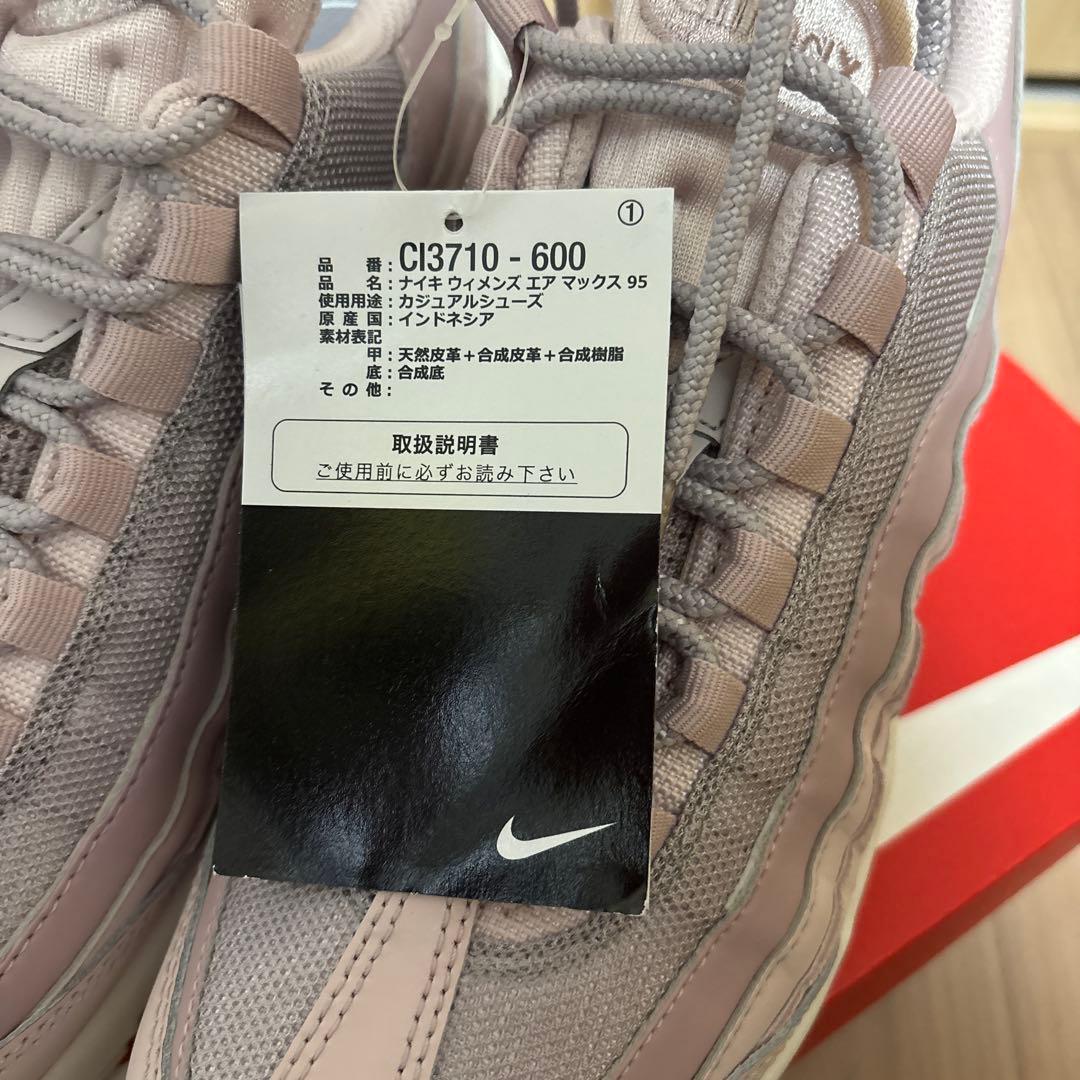 ①
品 番 : CI3710 - 600
品 名 : ナイキ ウィメンズ エア マックス 95
使用用途 : カジュアルシューズ
原 産 国 : インドネシア
素材表記
甲 : 天然皮革＋合成皮革＋合成樹脂
底 : 合成底
そ の 他 :
取扱説明書
ご使用前に必ずお読み下さい